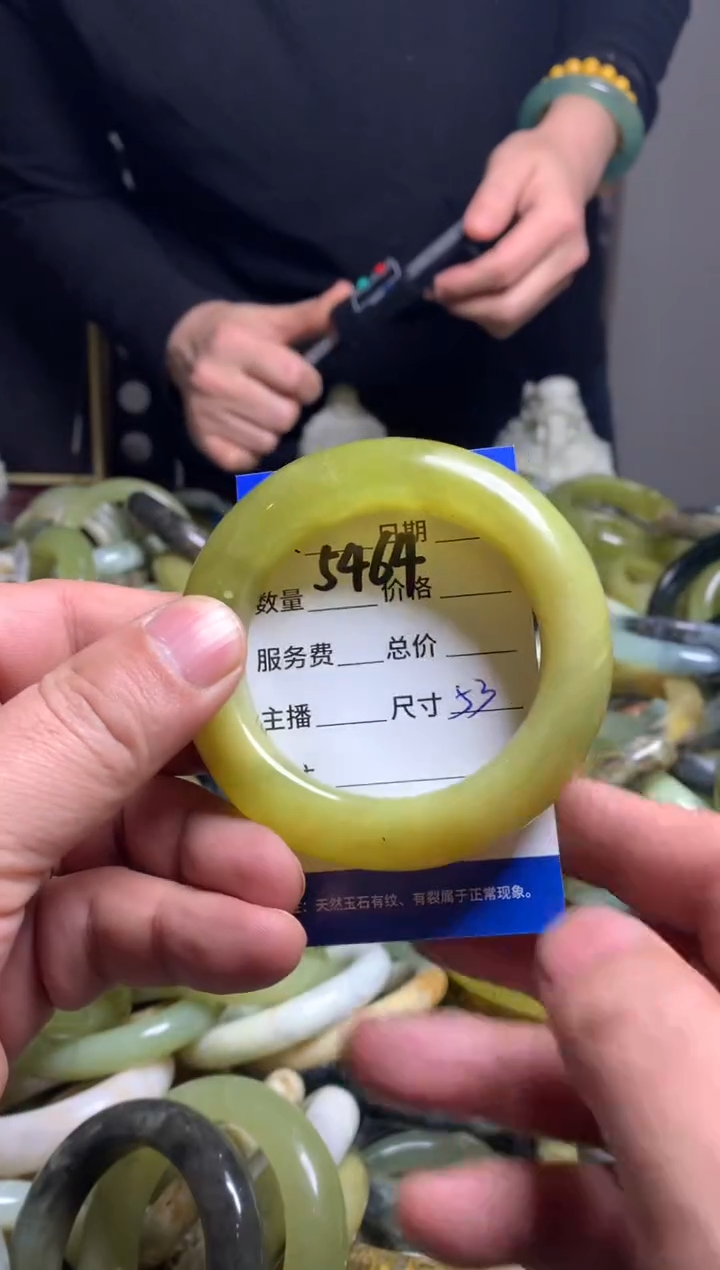 日期
5464
数量 价格
服务费 总价
主播 尺寸 53
天然玉石有纹、有裂属于正常现象。